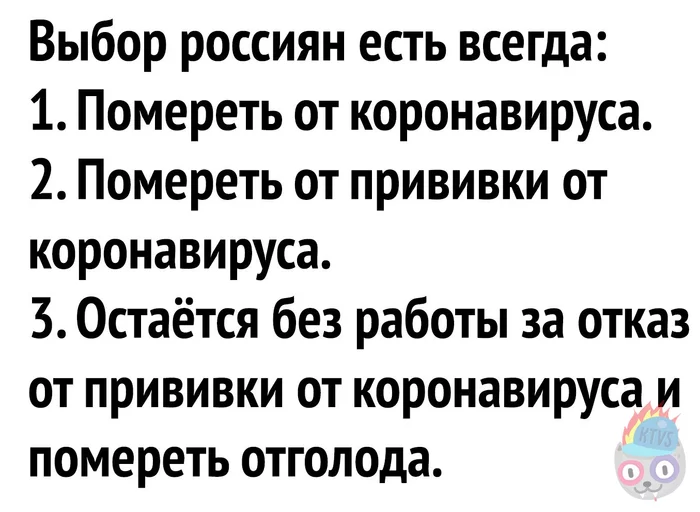 Выбор россиян есть всегда:
1. Помереть от коронавируса.
2. Помереть от прививки от
коронавируса.
3. Остаётся без работы за отказ
от прививки от коронавируса и
помереть отголода.
KTVS